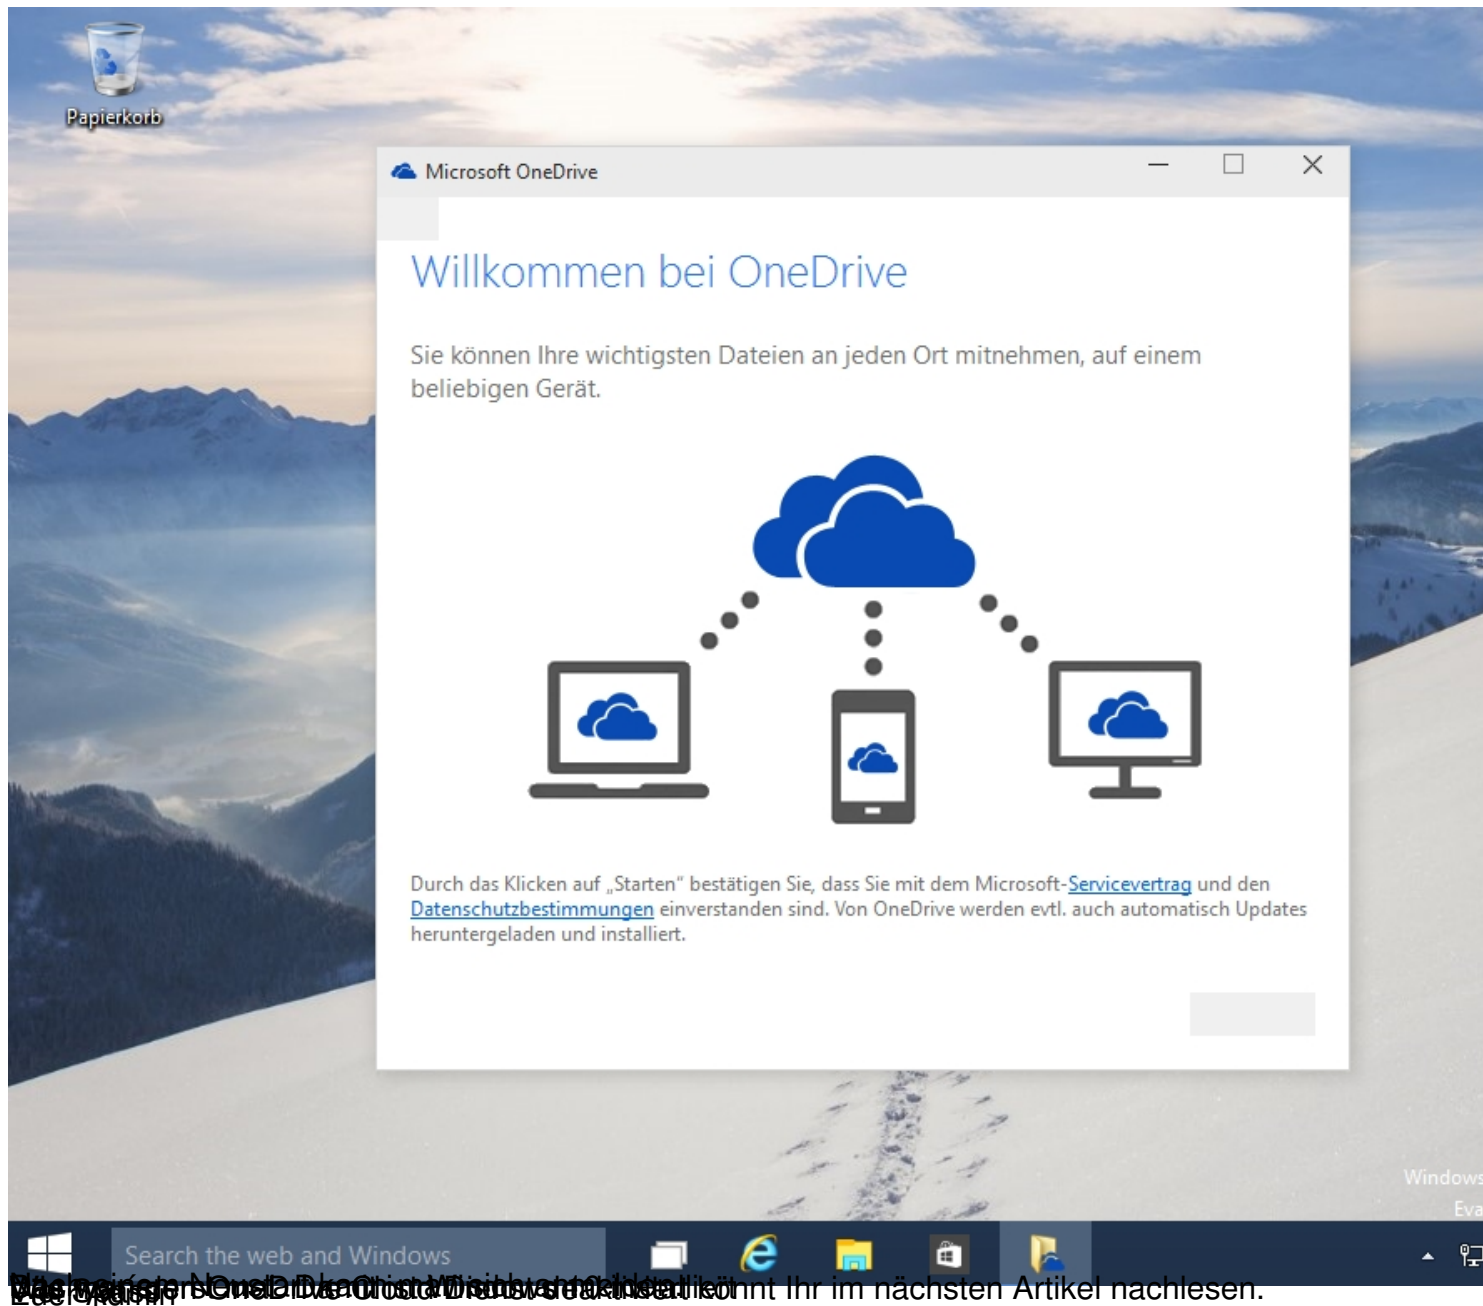 Papierkorb
Microsoft OneDrive
Willkommen bei OneDrive
Sie können Ihre wichtigsten Dateien an jeden Ort mitnehmen, auf einem
beliebigen Gerät.
Durch das Klicken auf „Starten“ bestätigen Sie, dass Sie mit dem Microsoft-Servicevertrag und den
Datenschutzbestimmungen einverstanden sind. Von OneDrive werden evtl. auch automatisch Updates
heruntergeladen und installiert.
Windows
Eva
Search the web and Windows
könnt Ihr im nächsten Artikel nachlesen.